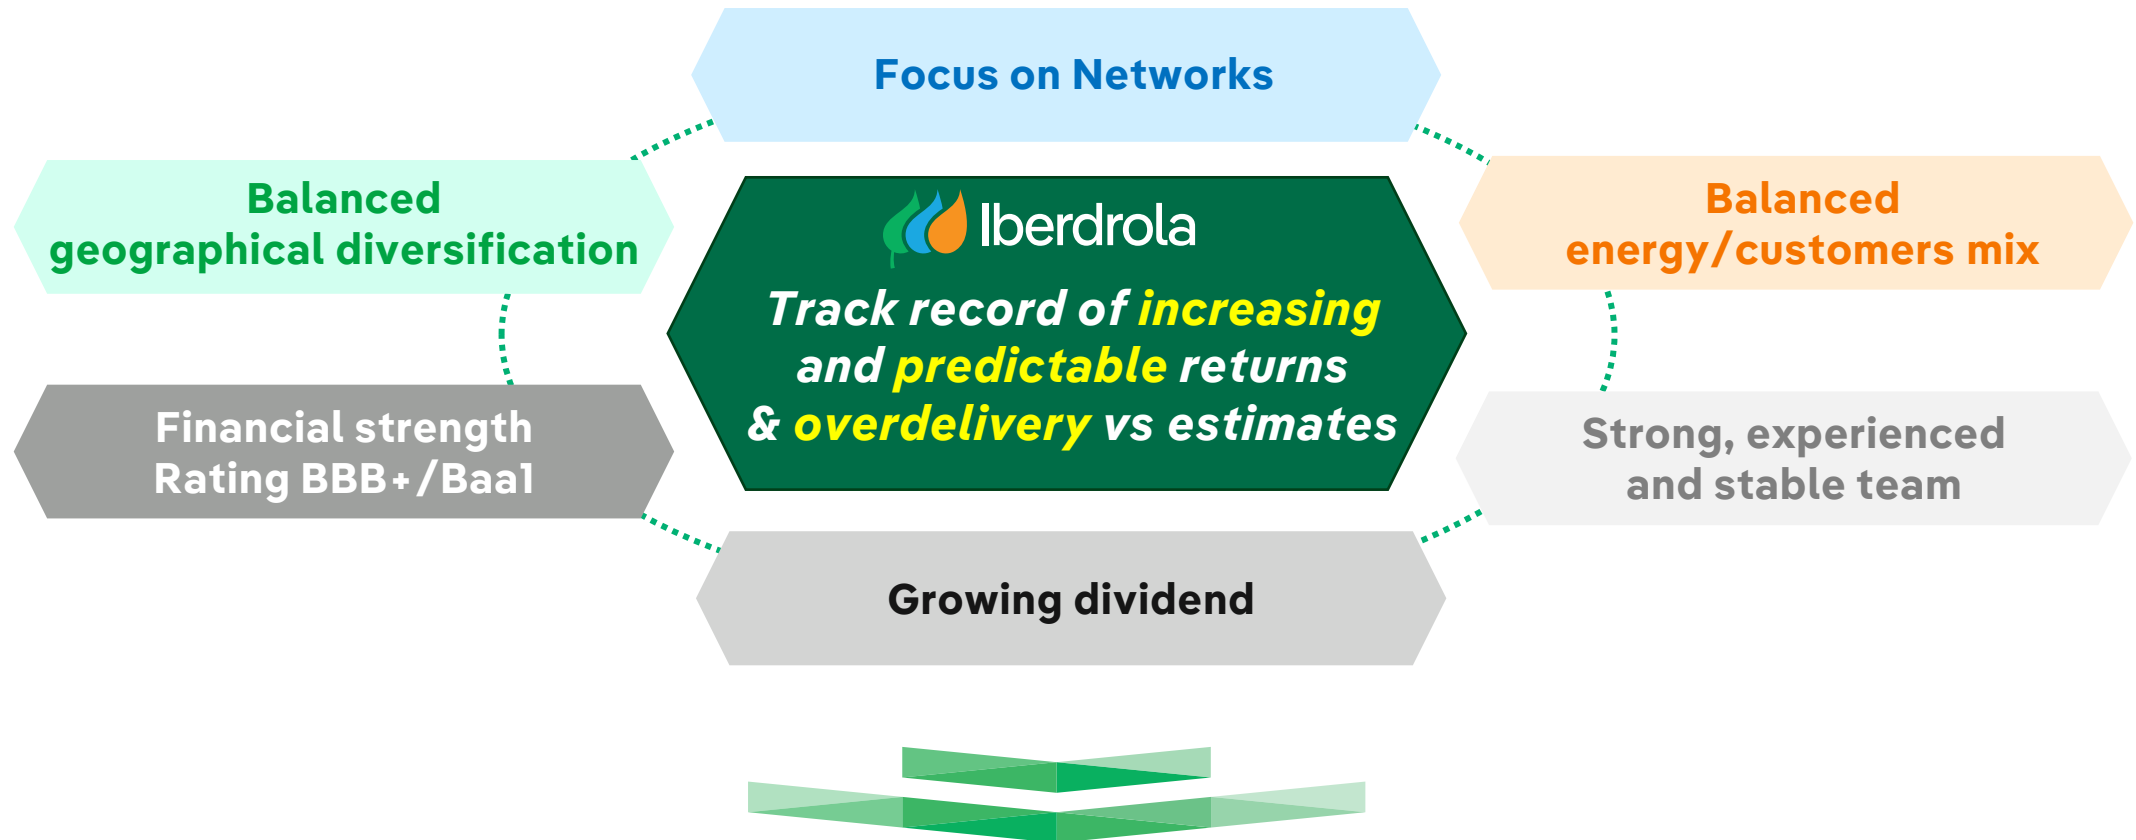 Focus on Networks
Balanced
geographical diversification
Balanced
energy/customers mix
Iberdrola
Track record of increasing
and predictable returns
& overdelivery vs estimates
Financial strength
Rating BBB+/Baa1
Strong, experienced
and stable team
Growing dividend